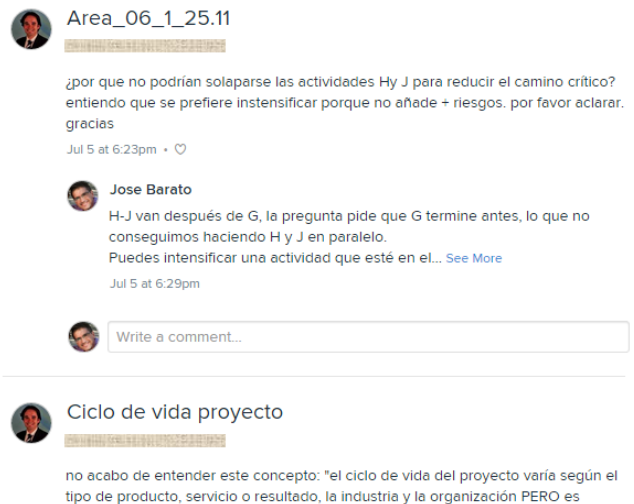 Area_06_1_25.11
¿por que no podrían solaparse las actividades Hy J para reducir el camino crítico?
entiendo que se prefiere instensificar porque no añade + riesgos. por favor aclarar.
gracias
Jul 5 at 6:23pm •
Jose Barato
H-J van después de G, la pregunta pide que G termine antes, lo que no
conseguimos haciendo H y J en paralelo.
Puedes intensificar una actividad que esté en el... See More
Jul 5 at 6:29pm
Write a comment...
Ciclo de vida proyecto
no acabo de entender este concepto: "el ciclo de vida del proyecto varía según el
tipo de producto, servicio o resultado, la industria y la organización PERO es